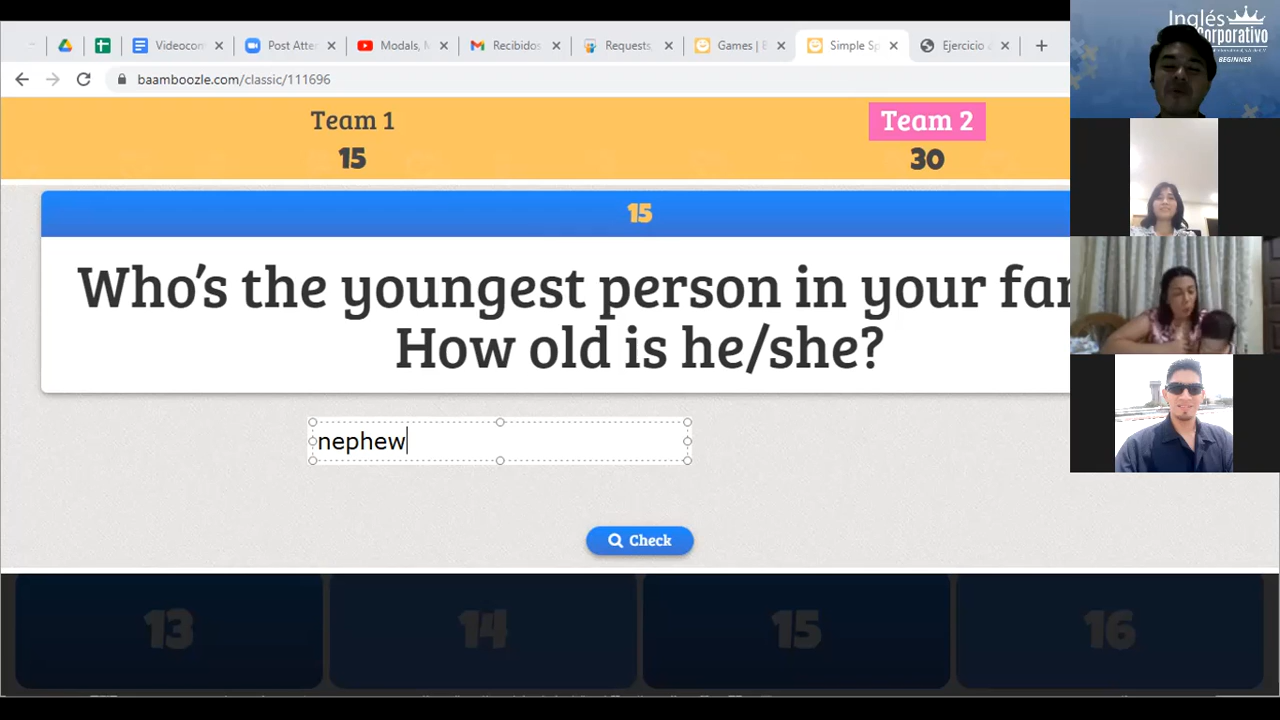 Videocon
Post Atter
Modals, M
Recibidos
Requests,
Games | B
Simple Sp
Ejercicio
baamboozle.com/classic/111696
Inglés
Corporativo
BEGINNER
Team 1
Team 2
15
30
15
Who's the youngest person in your fam
How old is he/she?
nephew
Check
13
14
15
16